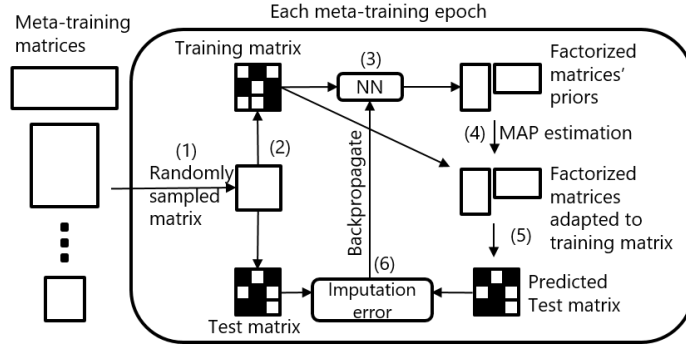 Each meta-training epoch
Meta-training
matrices
Training matrix
(3)
NN
Factorized
matrices'
priors
(1)
(2)
(4)
MAP estimation
Randomly
sampled
matrix
Backpropagate
Factorized
matrices
adapted to
training matrix
(5)
(6)
Test matrix
Imputation
error
Predicted
Test matrix